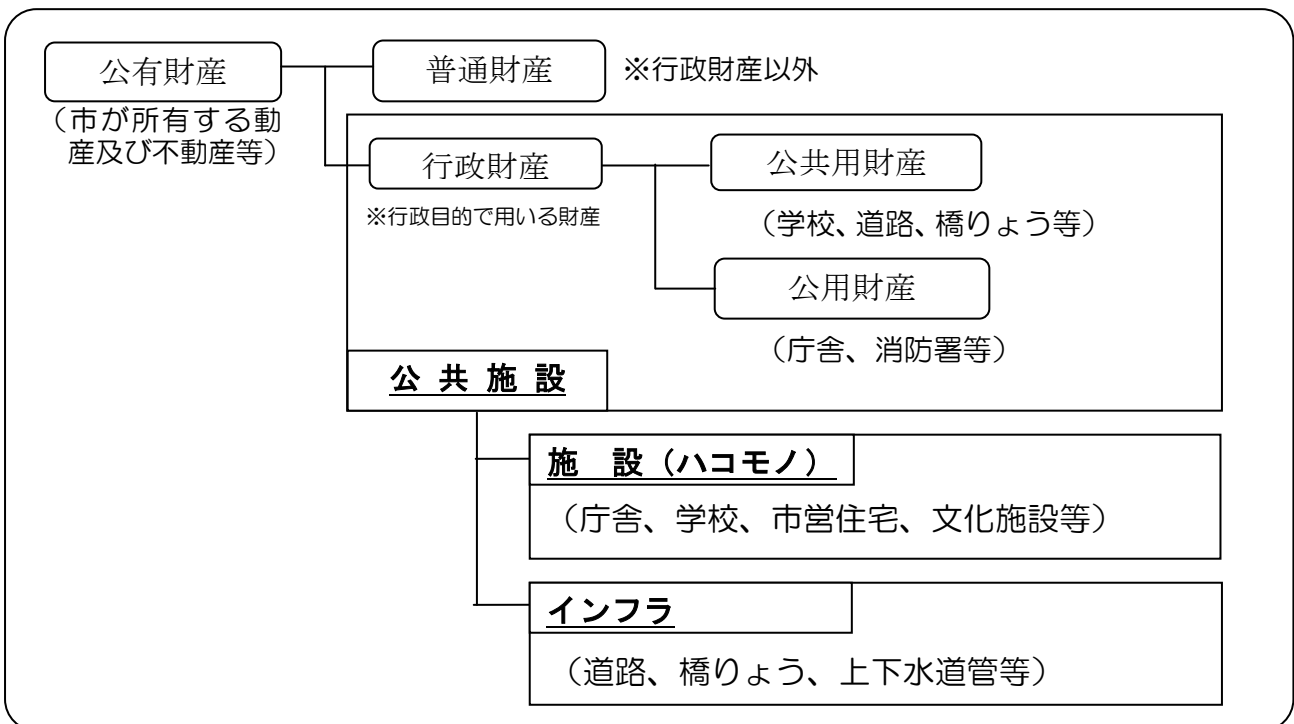 公有財産
普通財産
※行政財産以外
（市が所有する動
産及び不動産等）
行政財産
公共用財産
※行政目的で用いる財産
（学校、道路、橋りょう等）
公用財産
（庁舎、消防署等）
公 共 施 設
施　設（ハコモノ）
（庁舎、学校、市営住宅、文化施設等）
インフラ
（道路、橋りょう、上下水道管等）